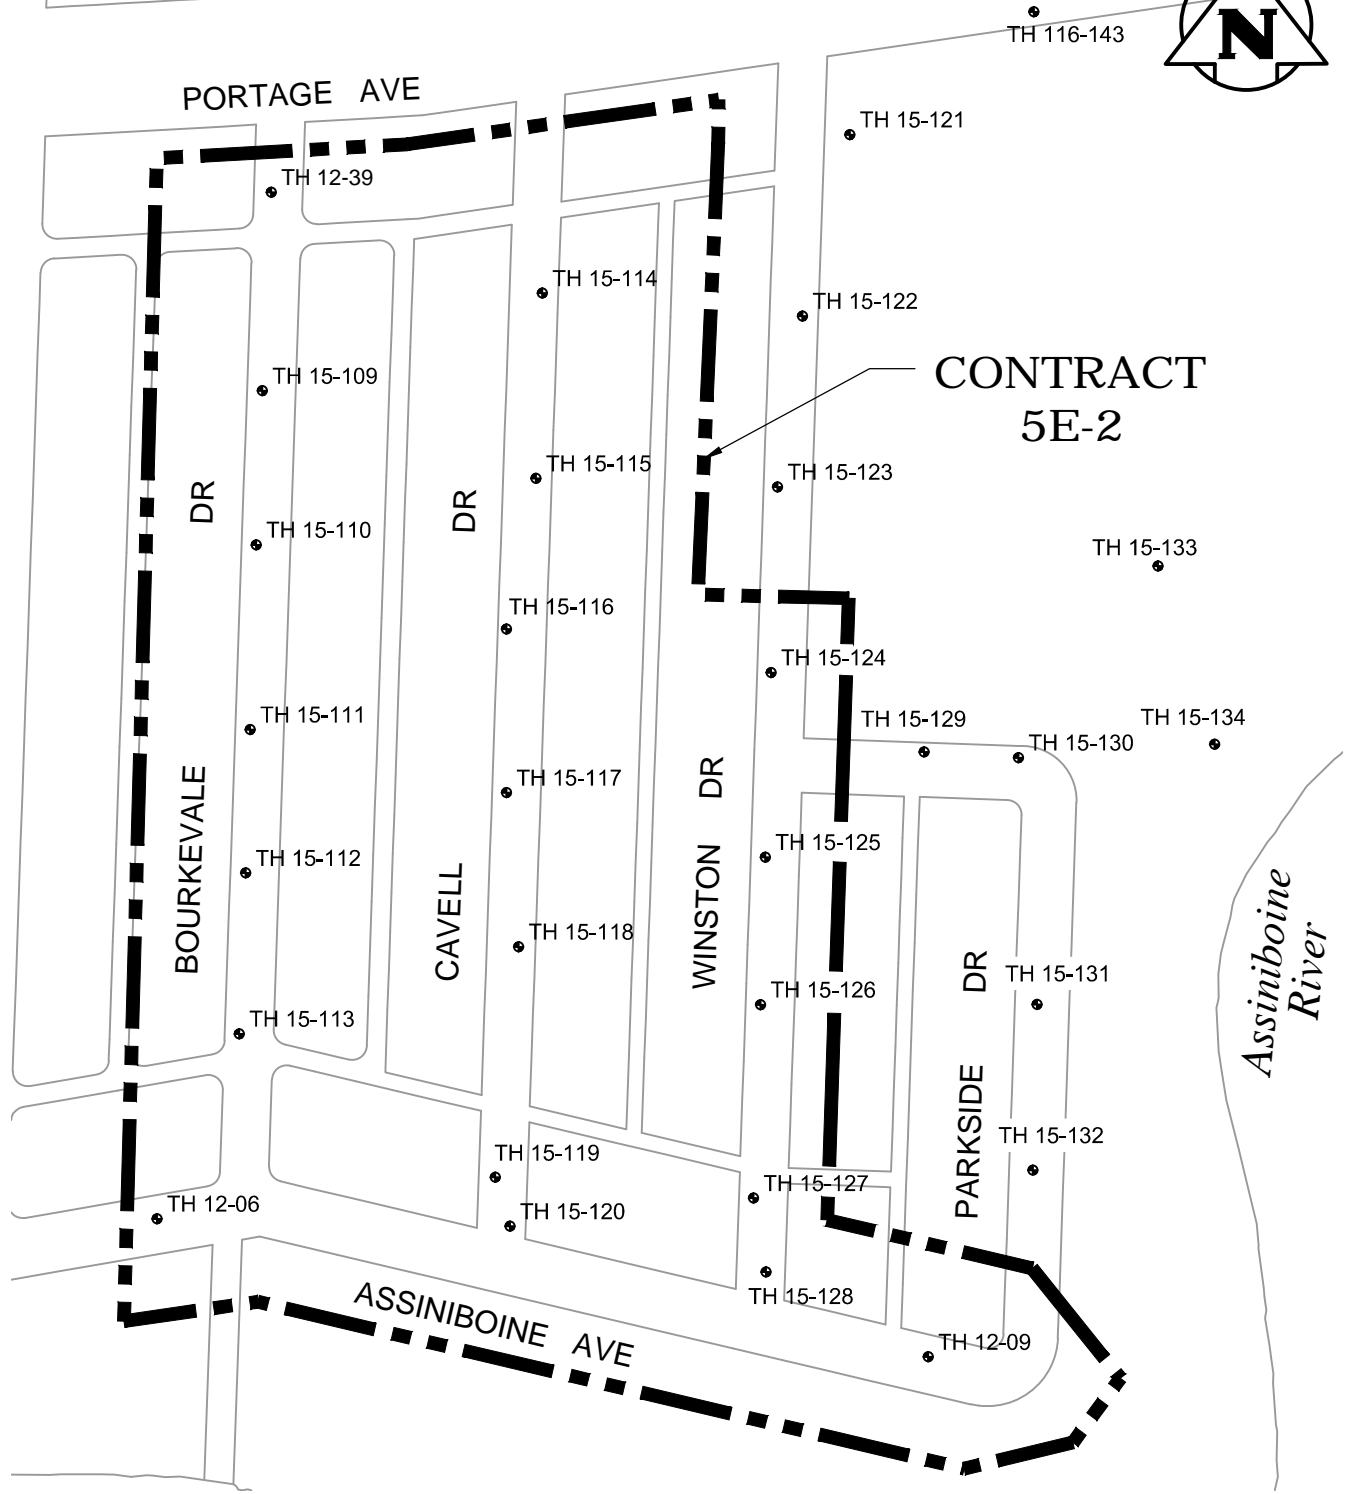 TH 116-143
N
PORTAGE AVE
TH 15-121
TH 12-39
TH 15-114
TH 15-122
CONTRACT
5E-2
TH 15-109
TH 15-115
TH 15-123
DR
DR
TH 15-110
TH 15-133
TH 15-116
TH 15-124
TH 15-111
TH 15-129
TH 15-134
TH 15-130
TH 15-117
WINSTON DR
BOURKEVALE
TH 15-112
TH 15-125
CAVELL
TH 15-118
Assiniboine
River
PARKSIDE DR
TH 15-131
TH 15-126
TH 15-113
TH 15-132
TH 15-119
TH 15-127
TH 12-06
TH 15-120
TH 15-128
ASSINIBOINE AVE
TH 12-09